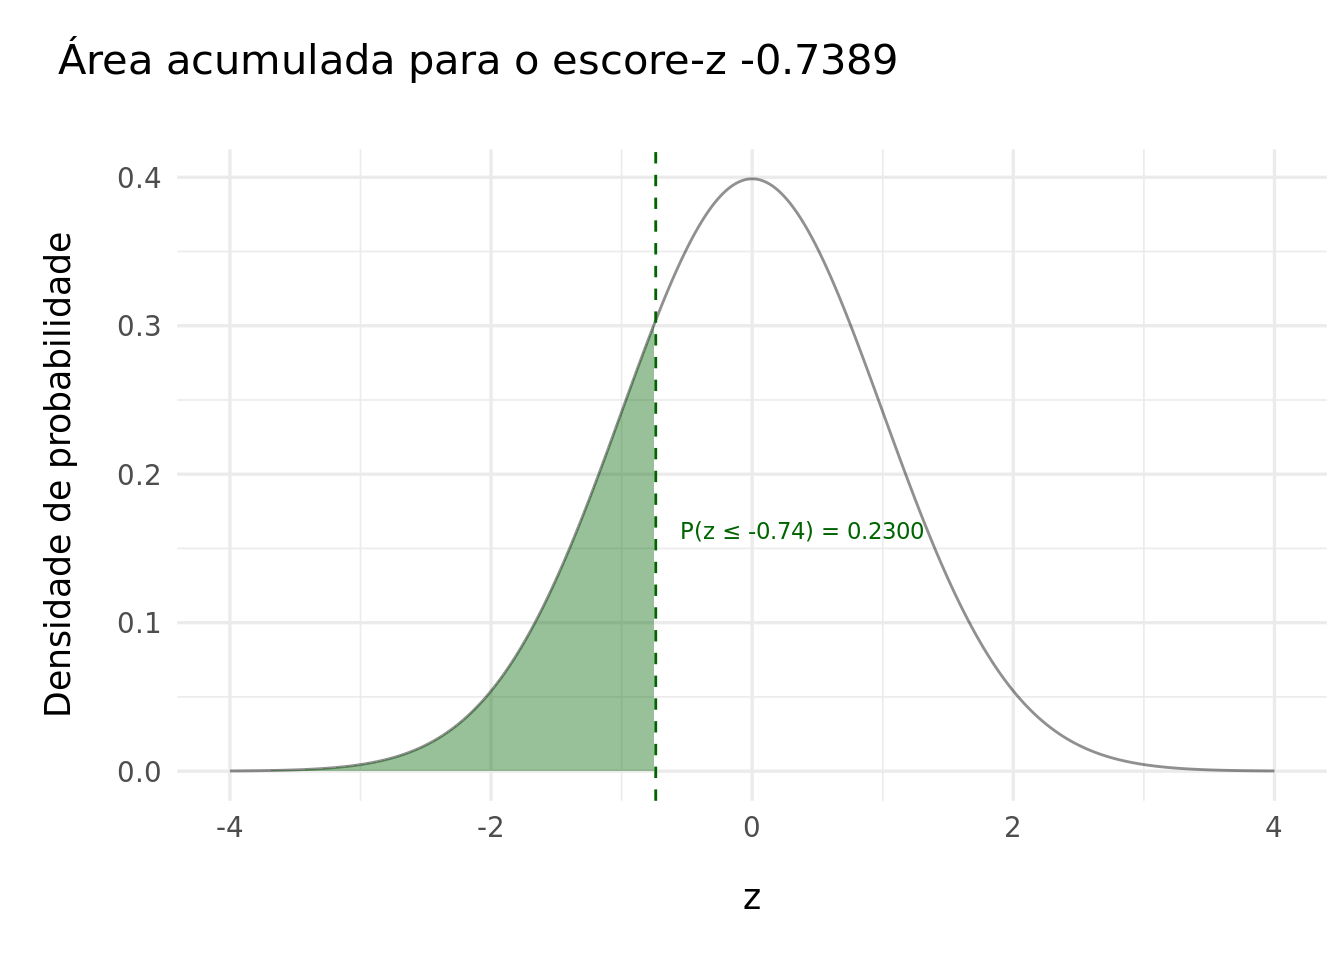 Área acumulada para o escore-z -0.7389
Densidade de probabilidade
0.4
0.3
0.2
0.1
0.0
P(z ≤ -0.74) = 0.2300
-4
-2
0
2
4
z